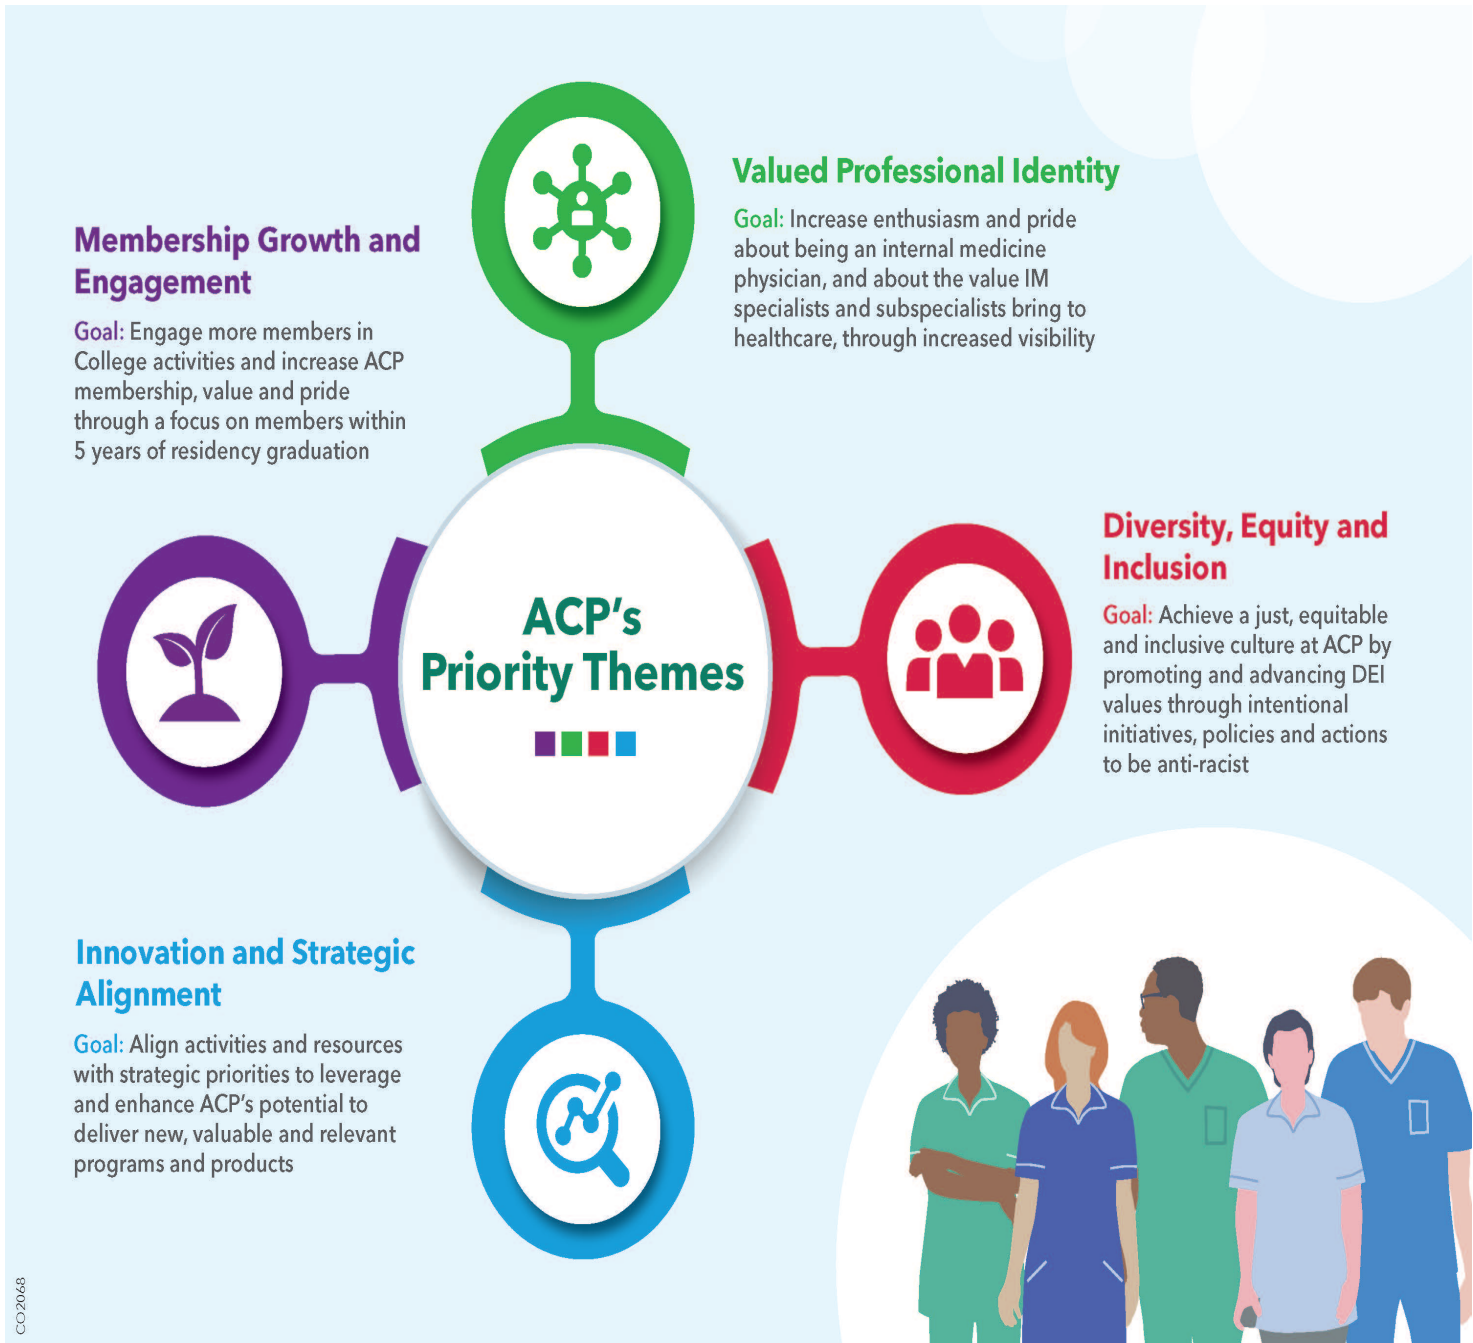 Valued Professional Identity
Goal: Increase enthusiasm and pride
about being an internal medicine
physician, and about the value IM
specialists and subspecialists bring to
healthcare, through increased visibility
Membership Growth and
Engagement
Goal: Engage more members in
College activities and increase ACP
membership, value and pride
through a focus on members within
5 years of residency graduation
ACP's
Priority Themes
Diversity, Equity and
Inclusion
Goal: Achieve a just, equitable
and inclusive culture at ACP by
promoting and advancing DEI
values through intentional
initiatives, policies and actions
to be anti-racist
Innovation and Strategic
Alignment
Goal: Align activities and resources
with strategic priorities to leverage
and enhance ACP's potential to
deliver new, valuable and relevant
programs and products
CO2068